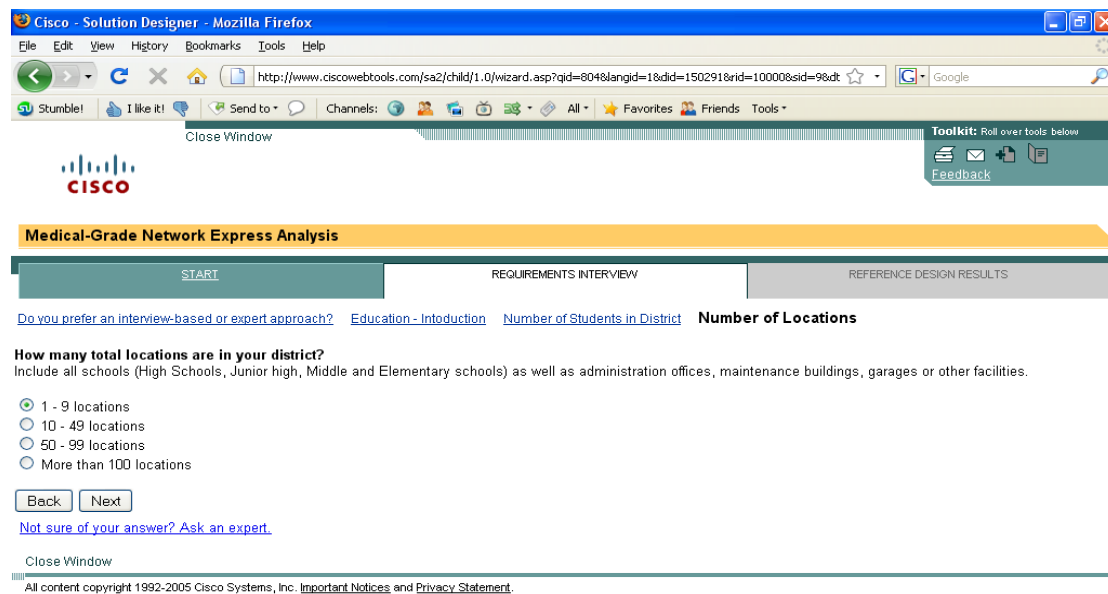 Cisco - Solution Designer - Mozilla Firefox
File Edit View History Bookmarks Tools Help
http://www.ciscowebtools.com/sa2/child/1.0/wizard.asp?qid=804&langid=1&did=150291&rid=10000&sid=9&dt G Google
Stumble! I like it! Send to Channels: All Favorites Friends Tools
Close Window
Toolkit: Roll over tools below
Feedback
CISCO
Medical-Grade Network Express Analysis
START REQUIREMENTS INTERVIEW REFERENCE DESIGN RESULTS
Do you prefer an interview-based or expert approach? Education - Intoduction Number of Students in District Number of Locations
How many total locations are in your district?
Include all schools (High Schools, Junior high, Middle and Elementary schools) as well as administration offices, maintenance buildings, garages or other facilities.
1 - 9 locations
10 - 49 locations
50 - 99 locations
More than 100 locations
Back Next
Not sure of your answer? Ask an expert.
Close Window
All content copyright 1992-2005 Cisco Systems, Inc. Important Notices and Privacy Statement.